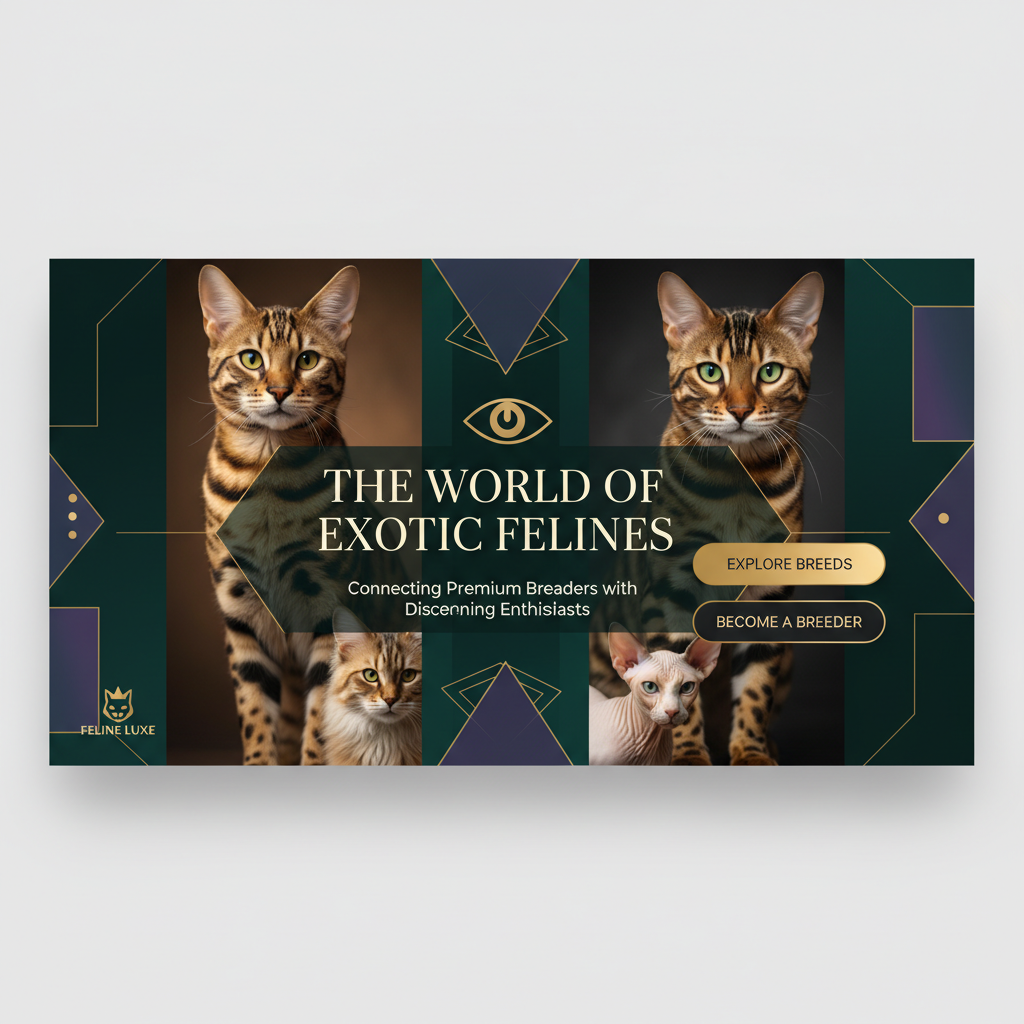 THE WORLD OF
EXOTIC FELINES
Connecting Premium Breaders with
Discenning Enthisiasts
EXPLORE BREEDS
BECOME A BREEDER
FELINE LUXE